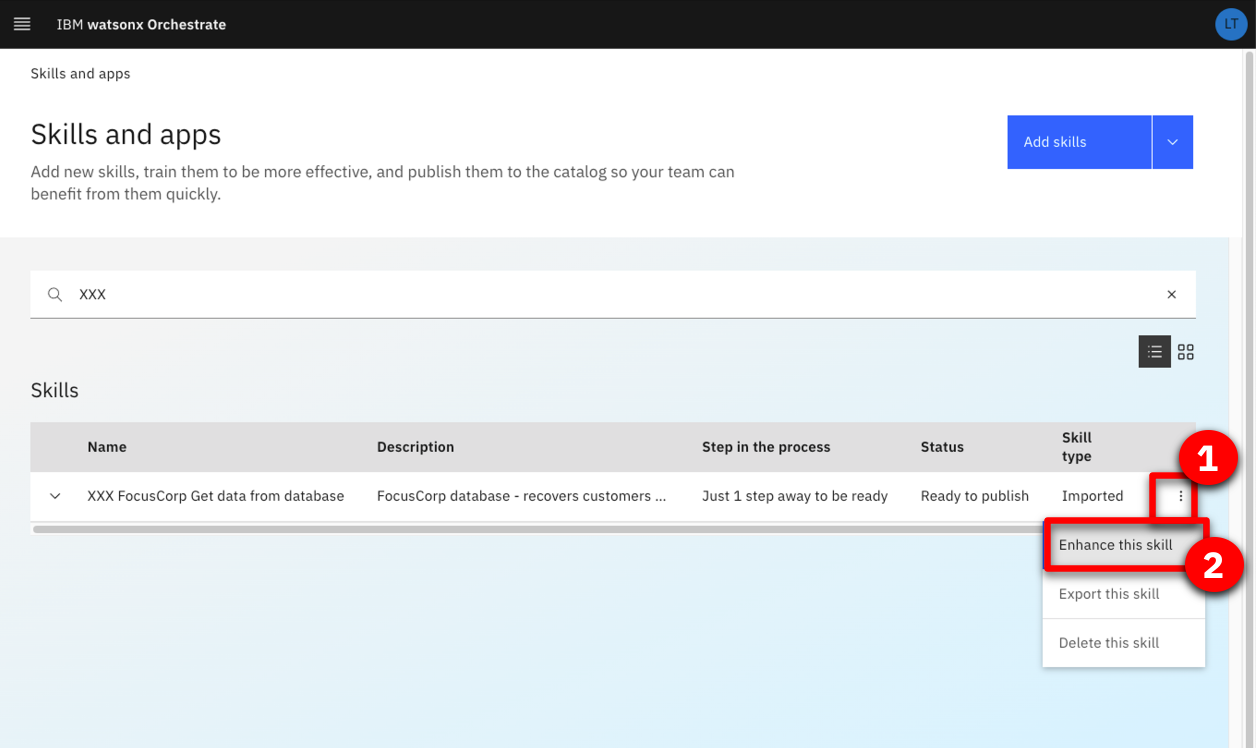 IBM watsonx Orchestrate
LT
Skills and apps
Skills and apps
Add new skills, train them to be more effective, and publish them to the catalog so your team can
benefit from them quickly.
Add skills
XXX
Skills
Name Description Step in the process Status Skill type
XXX FocusCorp Get data from database FocusCorp database - recovers customers ... Just 1 step away to be ready Ready to publish Imported
1
Enhance this skill
2
Export this skill
Delete this skill